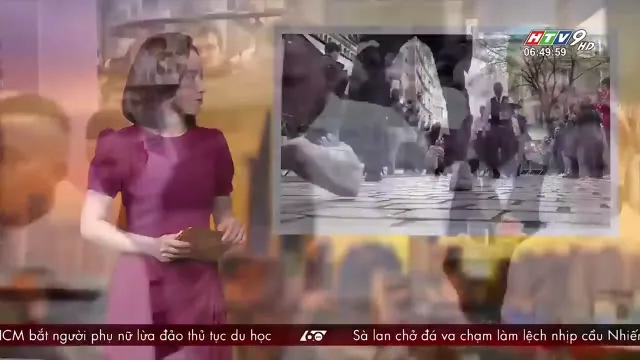 HTV9 HD
06:49:59
HCM bắt người phụ nữ lừa đảo thủ tục du học
60
Sà lan chở đá va chạm làm lệch nhịp cầu Nhiế